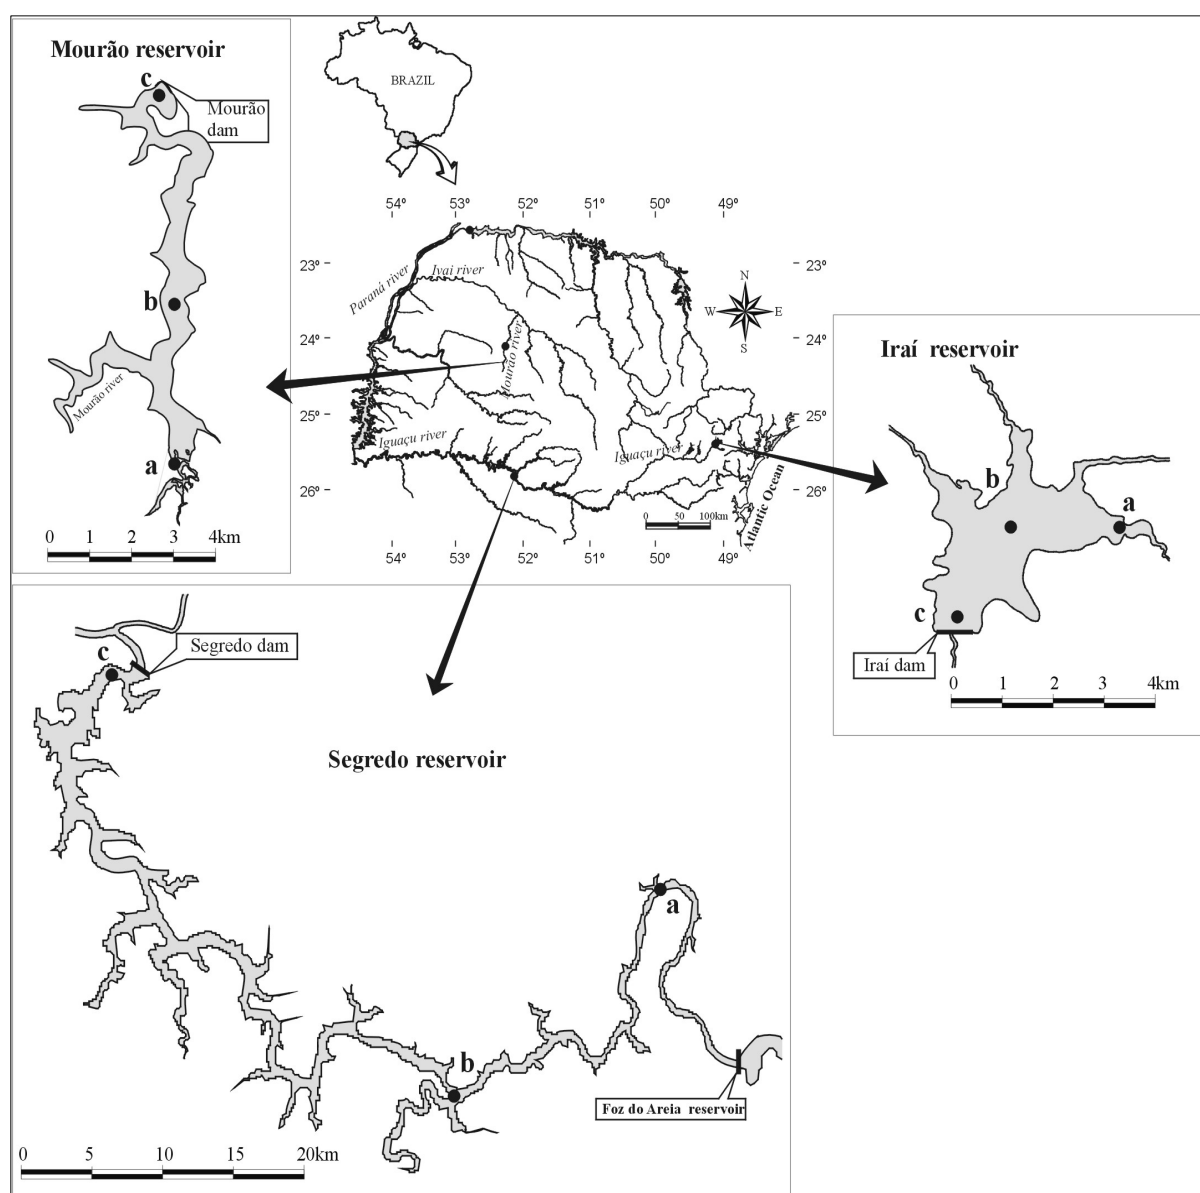 Mourão reservoir
c
Mourão
dam
b
Mourão river
a
0 1 2 3 4km
BRAZIL
54º 53º 52º 51º 50º 49º
23º
24º
25º
26º
Paraná river
Ivai river
Mourão river
Iguaçu river
Iguaçu river
Atlantic Ocean
0 50 100km
N
W E
S
23º
24º
25º
26º
54º 53º 52º 51º 50º 49º
Iraí reservoir
b
a
c
Iraí dam
0 1 2 3 4km
Segredo dam
c
Segredo reservoir
a
b
Foz do Areia reservoir
0 5 10 15 20km